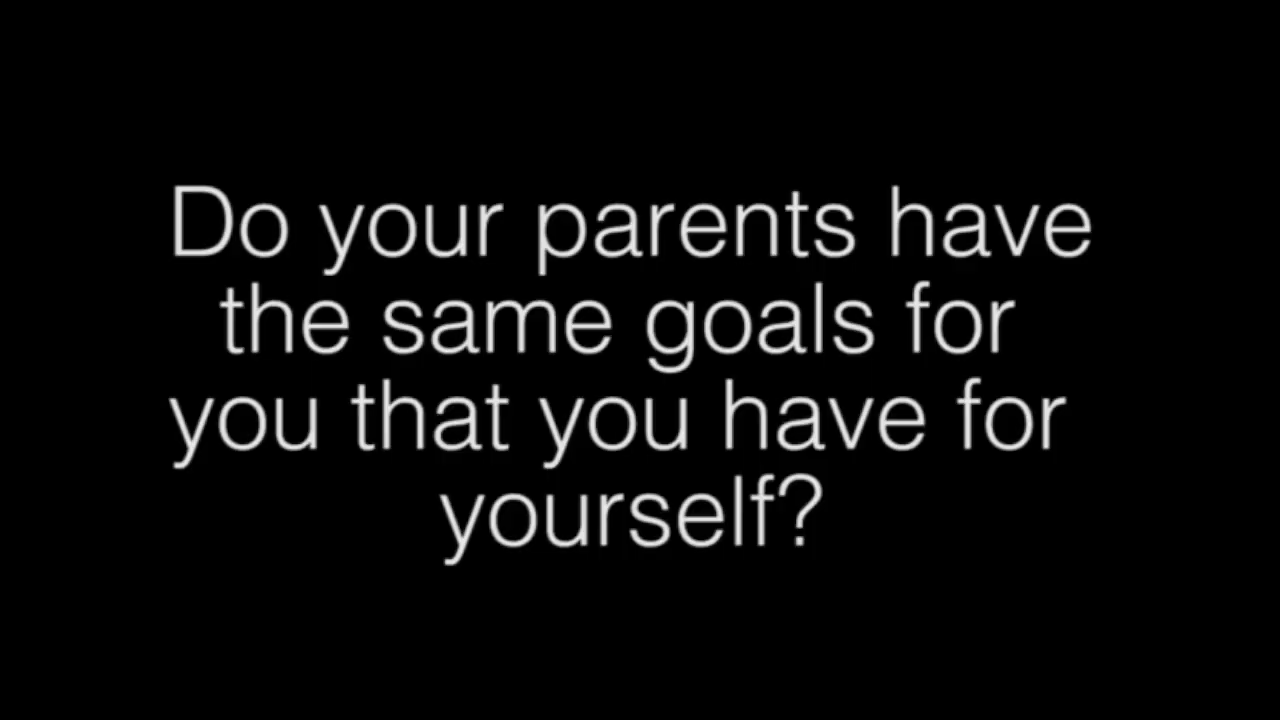 Do your parents have
the same goals for
you that you have for
yourself?